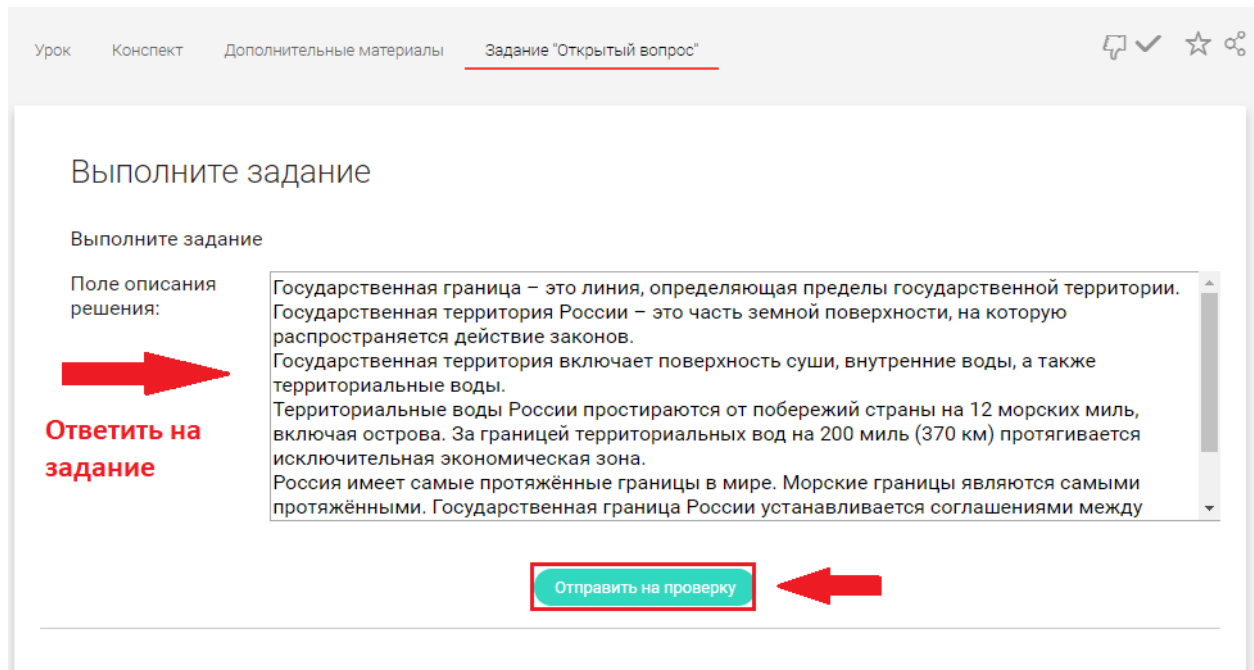 Урок Конспект Дополнительные материалы Задание "Открытый вопрос"
Выполните задание
Выполните задание
Поле описания
решения:
Ответить на
задание
Государственная граница – это линия, определяющая пределы государственной территории.
Государственная территория России – это часть земной поверхности, на которую
распространяется действие законов.
Государственная территория включает поверхность суши, внутренние воды, а также
территориальные воды.
Территориальные воды России простираются от побережий страны на 12 морских миль,
включая острова. За границей территориальных вод на 200 миль (370 км) протягивается
исключительная экономическая зона.
Россия имеет самые протяжённые границы в мире. Морские границы являются самыми
протяжёнными. Государственная граница России устанавливается соглашениями между
Отправить на проверку